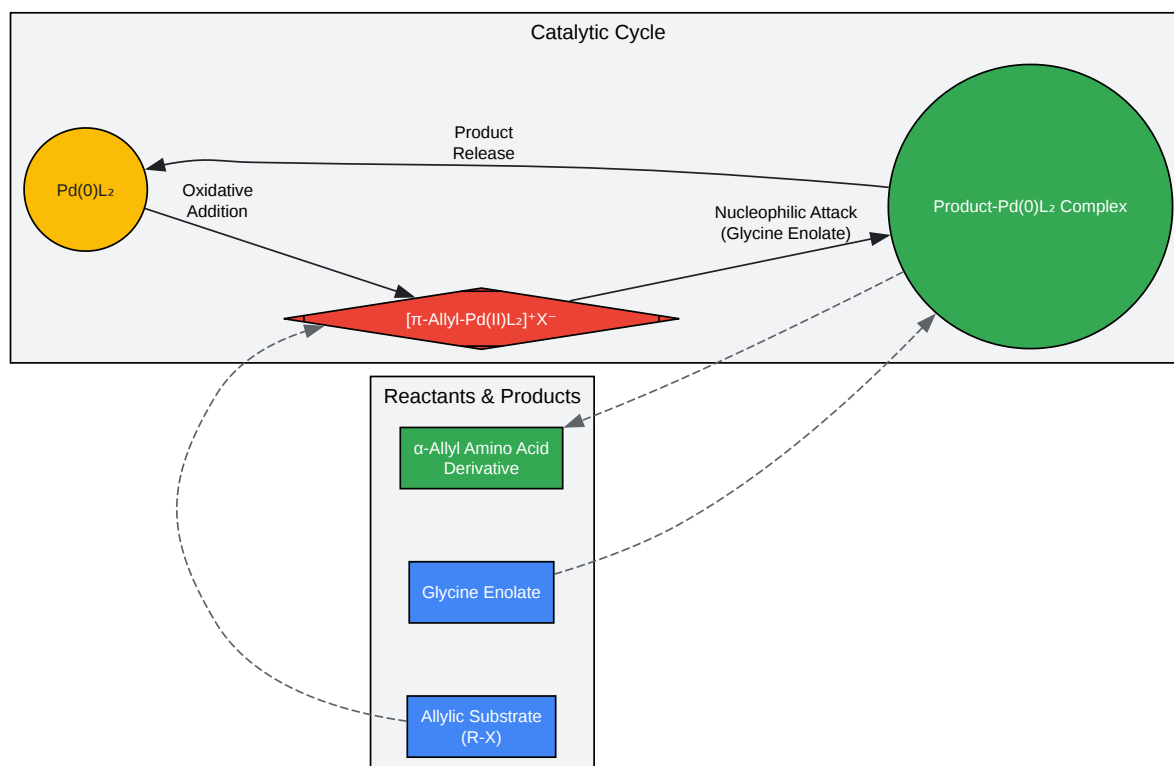 Catalytic Cycle
Product
Release
Pd(0)L₂
Oxidative
Addition
Nucleophilic Attack
(Glycine Enolate)
Product-Pd(0)L₂ Complex
[π-Allyl-Pd(II)L₂]⁺X⁻
Reactants & Products
α-Allyl Amino Acid
Derivative
Glycine Enolate
Allylic Substrate
(R-X)